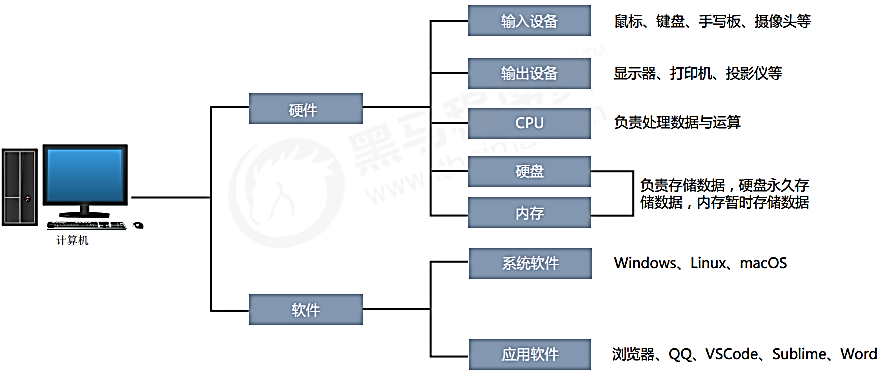 输入设备
鼠标、键盘、手写板、摄像头等
输出设备
显示器、打印机、投影仪等
硬件
CPU
负责处理数据与运算
硬盘
负责存储数据，硬盘永久存
储数据，内存暂时存储数据
内存
计算机
系统软件
Windows、Linux、macOS
软件
应用软件
浏览器、QQ、VSCode、Sublime、Word